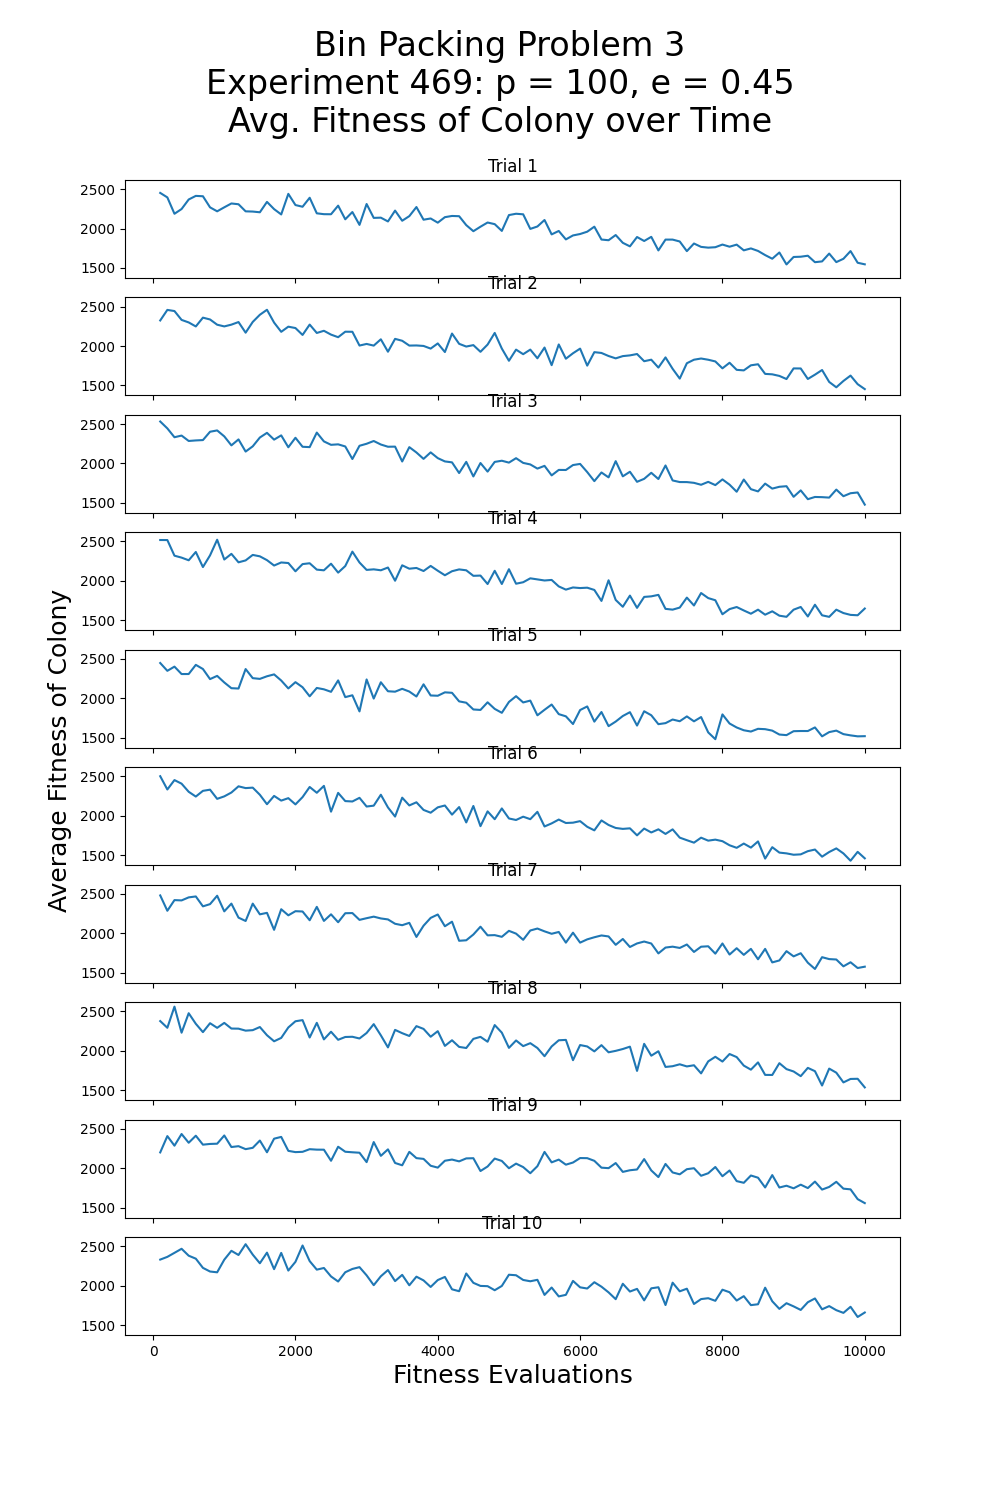 Bin Packing Problem 3
Experiment 469: p = 100, e = 0.45
Avg. Fitness of Colony over Time
Average Fitness of Colony
Trial 1
2500
2000
1500
Trial 2
2500
2000
1500
Trial 3
2500
2000
1500
Trial 4
2500
2000
1500
Trial 5
2500
2000
1500
Trial 6
2500
2000
1500
Trial 7
2500
2000
1500
Trial 8
2500
2000
1500
Trial 9
2500
2000
1500
Trial 10
2500
2000
1500
0 2000 4000 6000 8000 10000
Fitness Evaluations